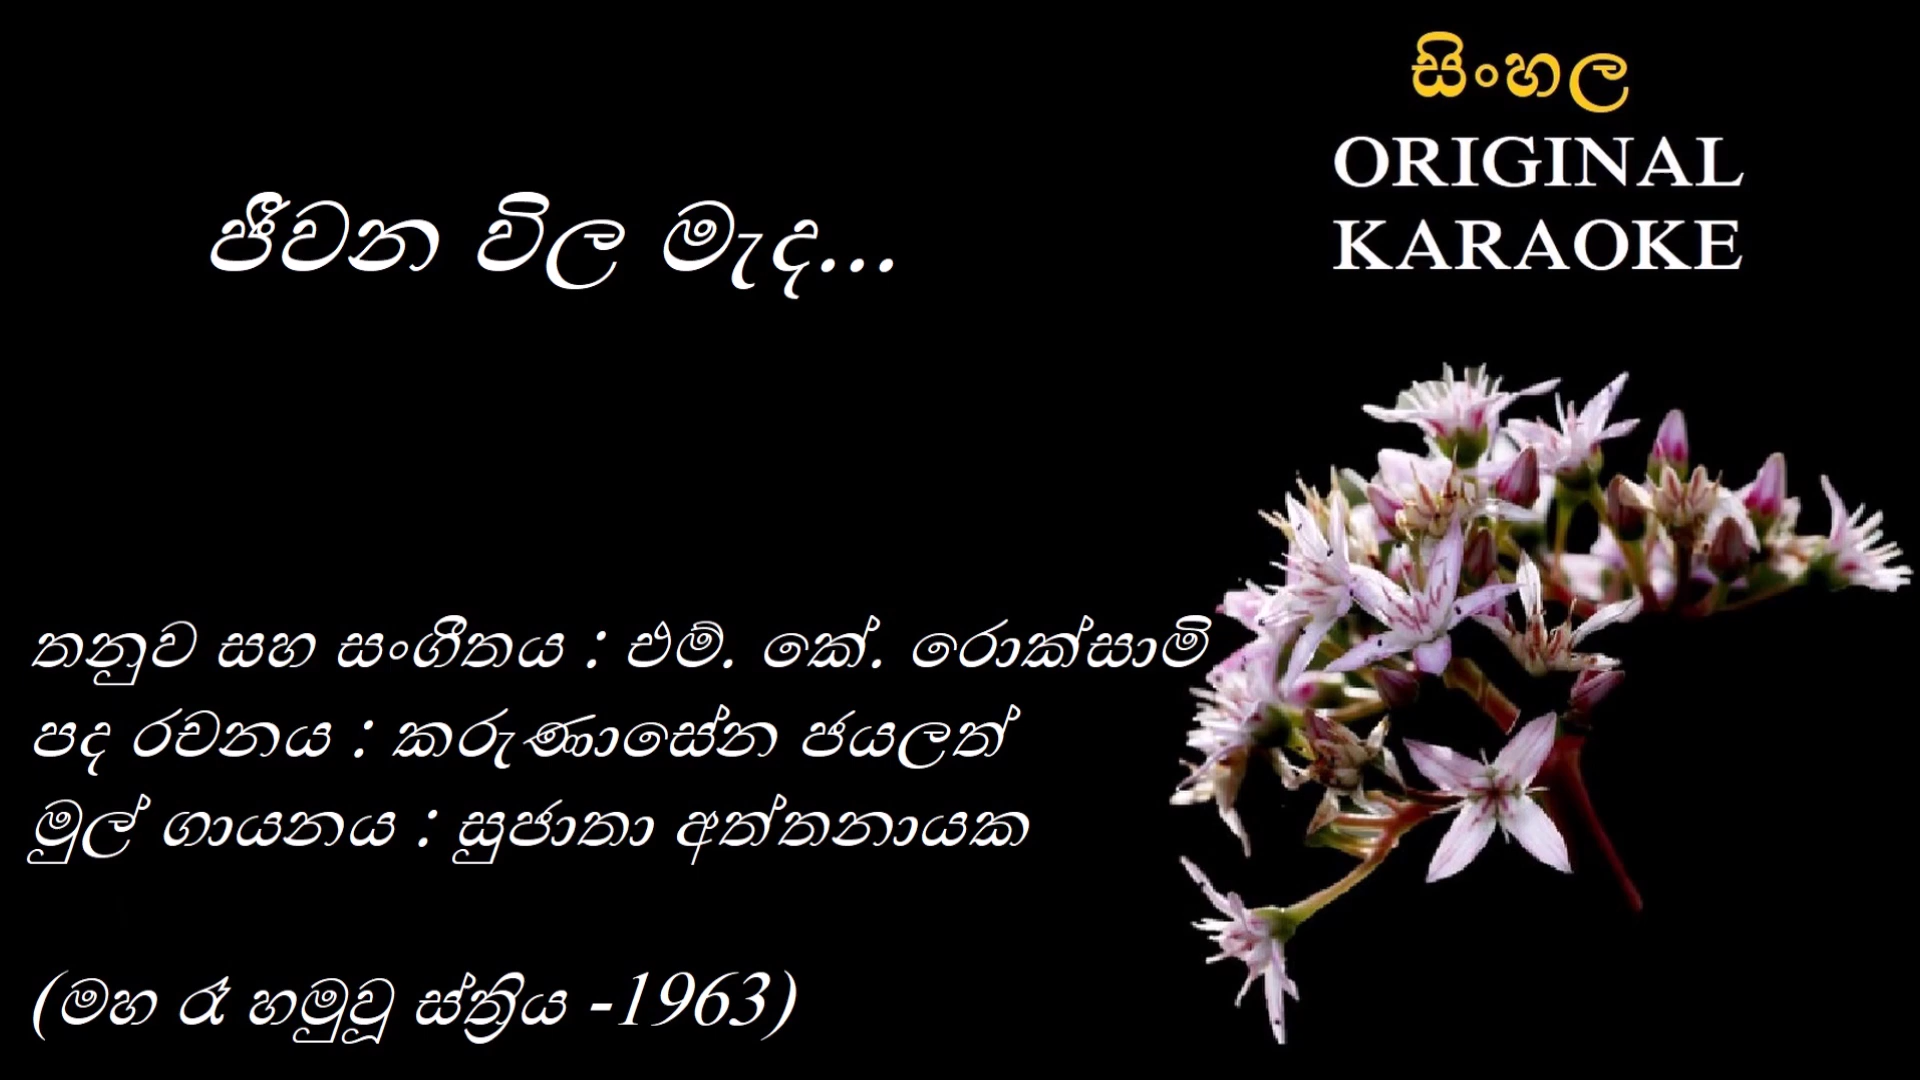 ජීවන විල මැද...
සිංහල
ORIGINAL
KARAOKE
තනුව සහ සංගීතය : එම්. කේ. රොක්සාමි
පද රචනය : කරුණාසේන ජයලත්
මුල් ගායනය : සුජාතා අත්තනායක
(මහ රෑ හමුවූ ස්ත්‍රිය -1963)